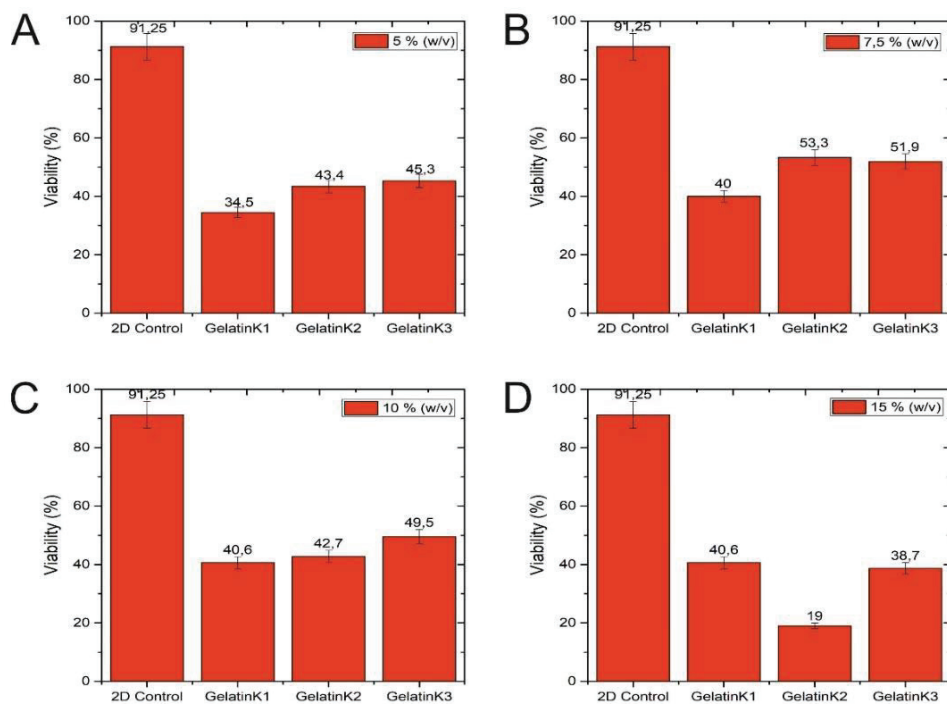 A
91,25
5 % (w/v)
Viability (%)
100
80
60
40
20
0
34,5
43,4
45,3
2D Control GelatinK1 GelatinK2 GelatinK3
B
91,25
7,5 % (w/v)
Viability (%)
100
80
60
40
20
0
40
53,3
51,9
2D Control GelatinK1 GelatinK2 GelatinK3
C
91,25
10 % (w/v)
Viability (%)
100
80
60
40
20
0
40,6
42,7
49,5
2D Control GelatinK1 GelatinK2 GelatinK3
D
91,25
15 % (w/v)
Viability (%)
100
80
60
40
20
0
40,6
19
38,7
2D Control GelatinK1 GelatinK2 GelatinK3